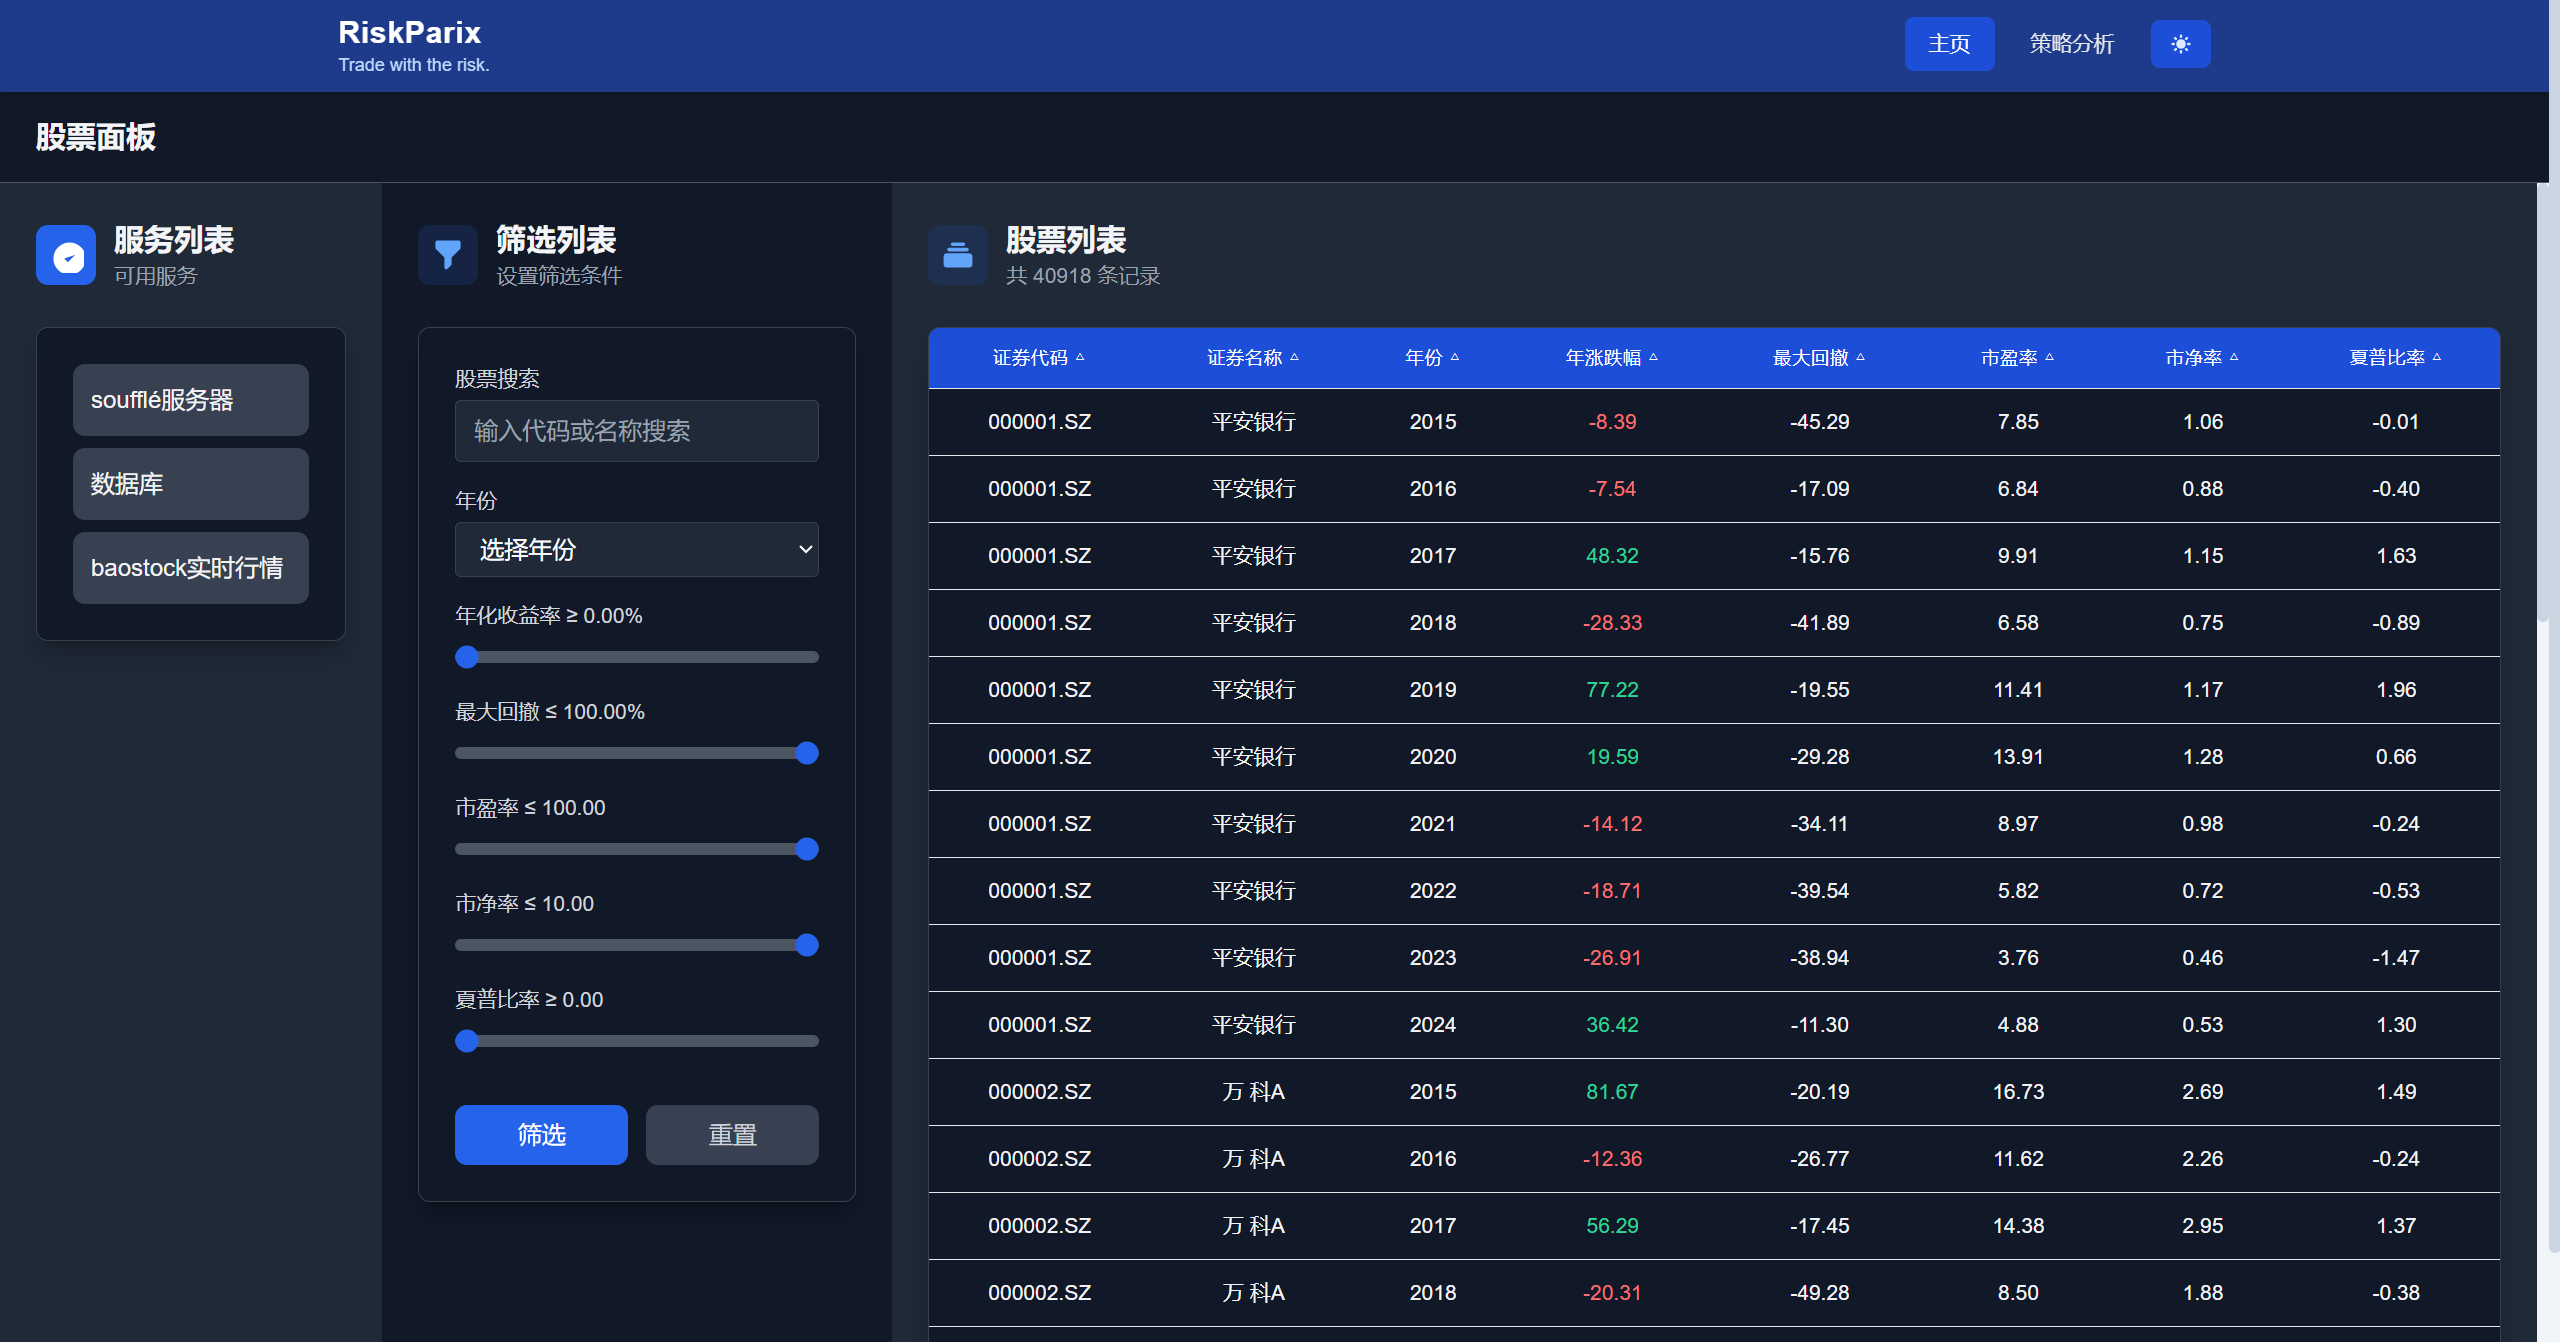 RiskParix
Trade with the risk.
主页
策略分析
股票面板
服务列表
可用服务
soufflé服务器
数据库
baostock实时行情
筛选列表
设置筛选条件
股票搜索
输入代码或名称搜索
年份
选择年份
年化收益率 ≥ 0.00%
最大回撤 ≤ 100.00%
市盈率 ≤ 100.00
市净率 ≤ 10.00
夏普比率 ≥ 0.00
筛选 重置
股票列表
共 40918 条记录
证券代码 △ 证券名称 △ 年份 △ 年涨跌幅 △ 最大回撤 △ 市盈率 △ 市净率 △ 夏普比率 △
000001.SZ 平安银行 2015 -8.39 -45.29 7.85 1.06 -0.01
000001.SZ 平安银行 2016 -7.54 -17.09 6.84 0.88 -0.40
000001.SZ 平安银行 2017 48.32 -15.76 9.91 1.15 1.63
000001.SZ 平安银行 2018 -28.33 -41.89 6.58 0.75 -0.89
000001.SZ 平安银行 2019 77.22 -19.55 11.41 1.17 1.96
000001.SZ 平安银行 2020 19.59 -29.28 13.91 1.28 0.66
000001.SZ 平安银行 2021 -14.12 -34.11 8.97 0.98 -0.24
000001.SZ 平安银行 2022 -18.71 -39.54 5.82 0.72 -0.53
000001.SZ 平安银行 2023 -26.91 -38.94 3.76 0.46 -1.47
000001.SZ 平安银行 2024 36.42 -11.30 4.88 0.53 1.30
000002.SZ 万 科A 2015 81.67 -20.19 16.73 2.69 1.49
000002.SZ 万 科A 2016 -12.36 -26.77 11.62 2.26 -0.24
000002.SZ 万 科A 2017 56.29 -17.45 14.38 2.95 1.37
000002.SZ 万 科A 2018 -20.31 -49.28 8.50 1.88 -0.38